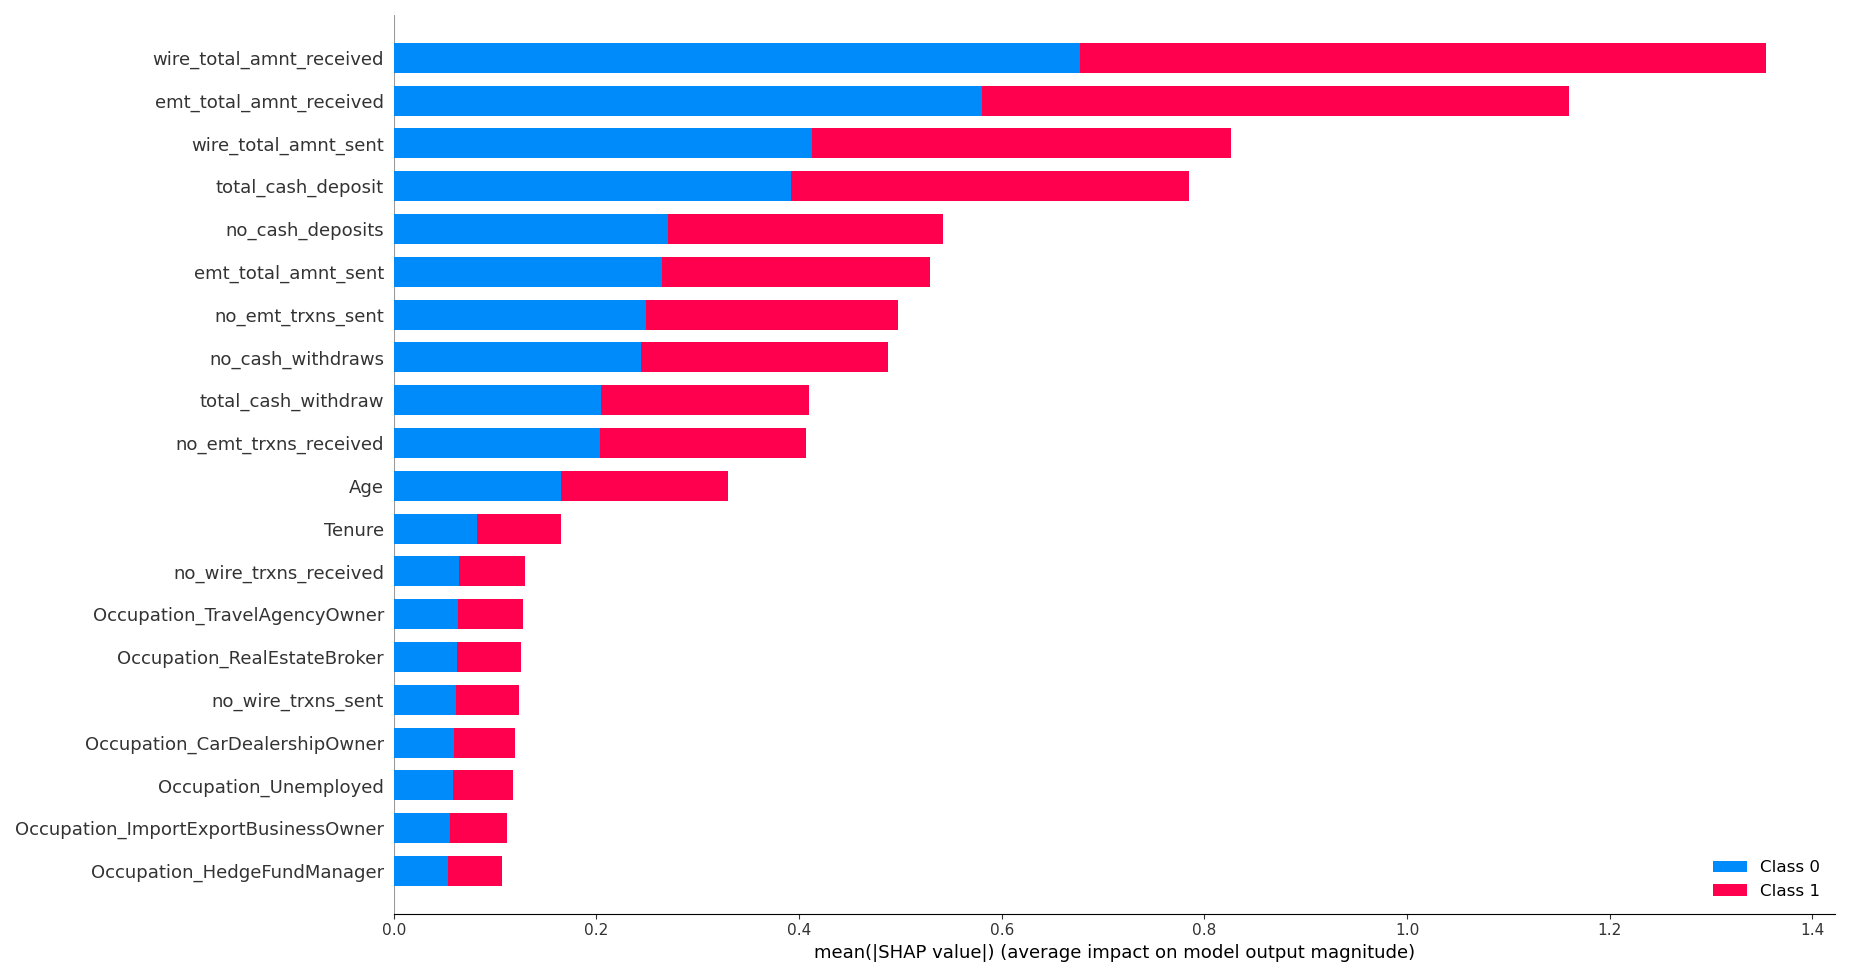 wire_total_amnt_received
emt_total_amnt_received
wire_total_amnt_sent
total_cash_deposit
no_cash_deposits
emt_total_amnt_sent
no_emt_trxns_sent
no_cash_withdraws
total_cash_withdraw
no_emt_trxns_received
Age
Tenure
no_wire_trxns_received
Occupation_TravelAgencyOwner
Occupation_RealEstateBroker
no_wire_trxns_sent
Occupation_CarDealershipOwner
Occupation_Unemployed
Occupation_ImportExportBusinessOwner
Occupation_HedgeFundManager
Class 0
Class 1
0.0 0.2 0.4 0.6 0.8 1.0 1.2 1.4
mean(|SHAP value|) (average impact on model output magnitude)